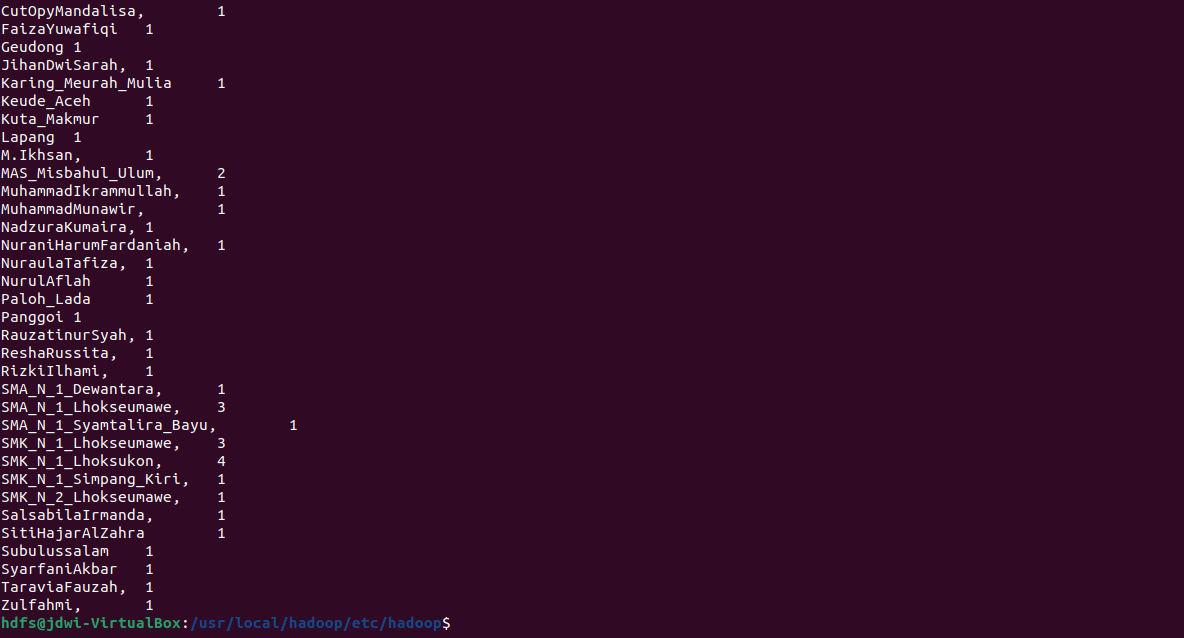 CutOpyMandalisa,	1
FaizaYuwafiqi	1
Geudong	1
JihanDwiSarah,	1
Karing_Meurah_Mulia	1
Keude_Aceh	1
Kuta_Makmur	1
Lapang	1
M.Ikhsan,	1
MAS_Misbahul_Ulum,	2
MuhammadIkrammullah,	1
MuhammadMunawir,	1
NadzuraKumaira,	1
NuraniHarumFardaniah,	1
NuraulaTafiza,	1
NurulAflah	1
Paloh_Lada	1
Panggoi	1
RauzatinurSyah,	1
ReshaRussita,	1
RizkiIlhami,	1
SMA_N_1_Dewantara,	1
SMA_N_1_Lhokseumawe,	3
SMA_N_1_Syamtalira_Bayu,	1
SMK_N_1_Lhokseumawe,	3
SMK_N_1_Lhoksukon,	4
SMK_N_1_Simpang_Kiri,	1
SMK_N_2_Lhokseumawe,	1
SalsabilaIrmanda,	1
SitiHajarAlZahra	1
Subulussalam	1
SyarfaniAkbar	1
TaraviaFauzah,	1
Zulfahmi,	1
hdfs@jdwi-VirtualBox:/usr/local/hadoop/etc/hadoop$